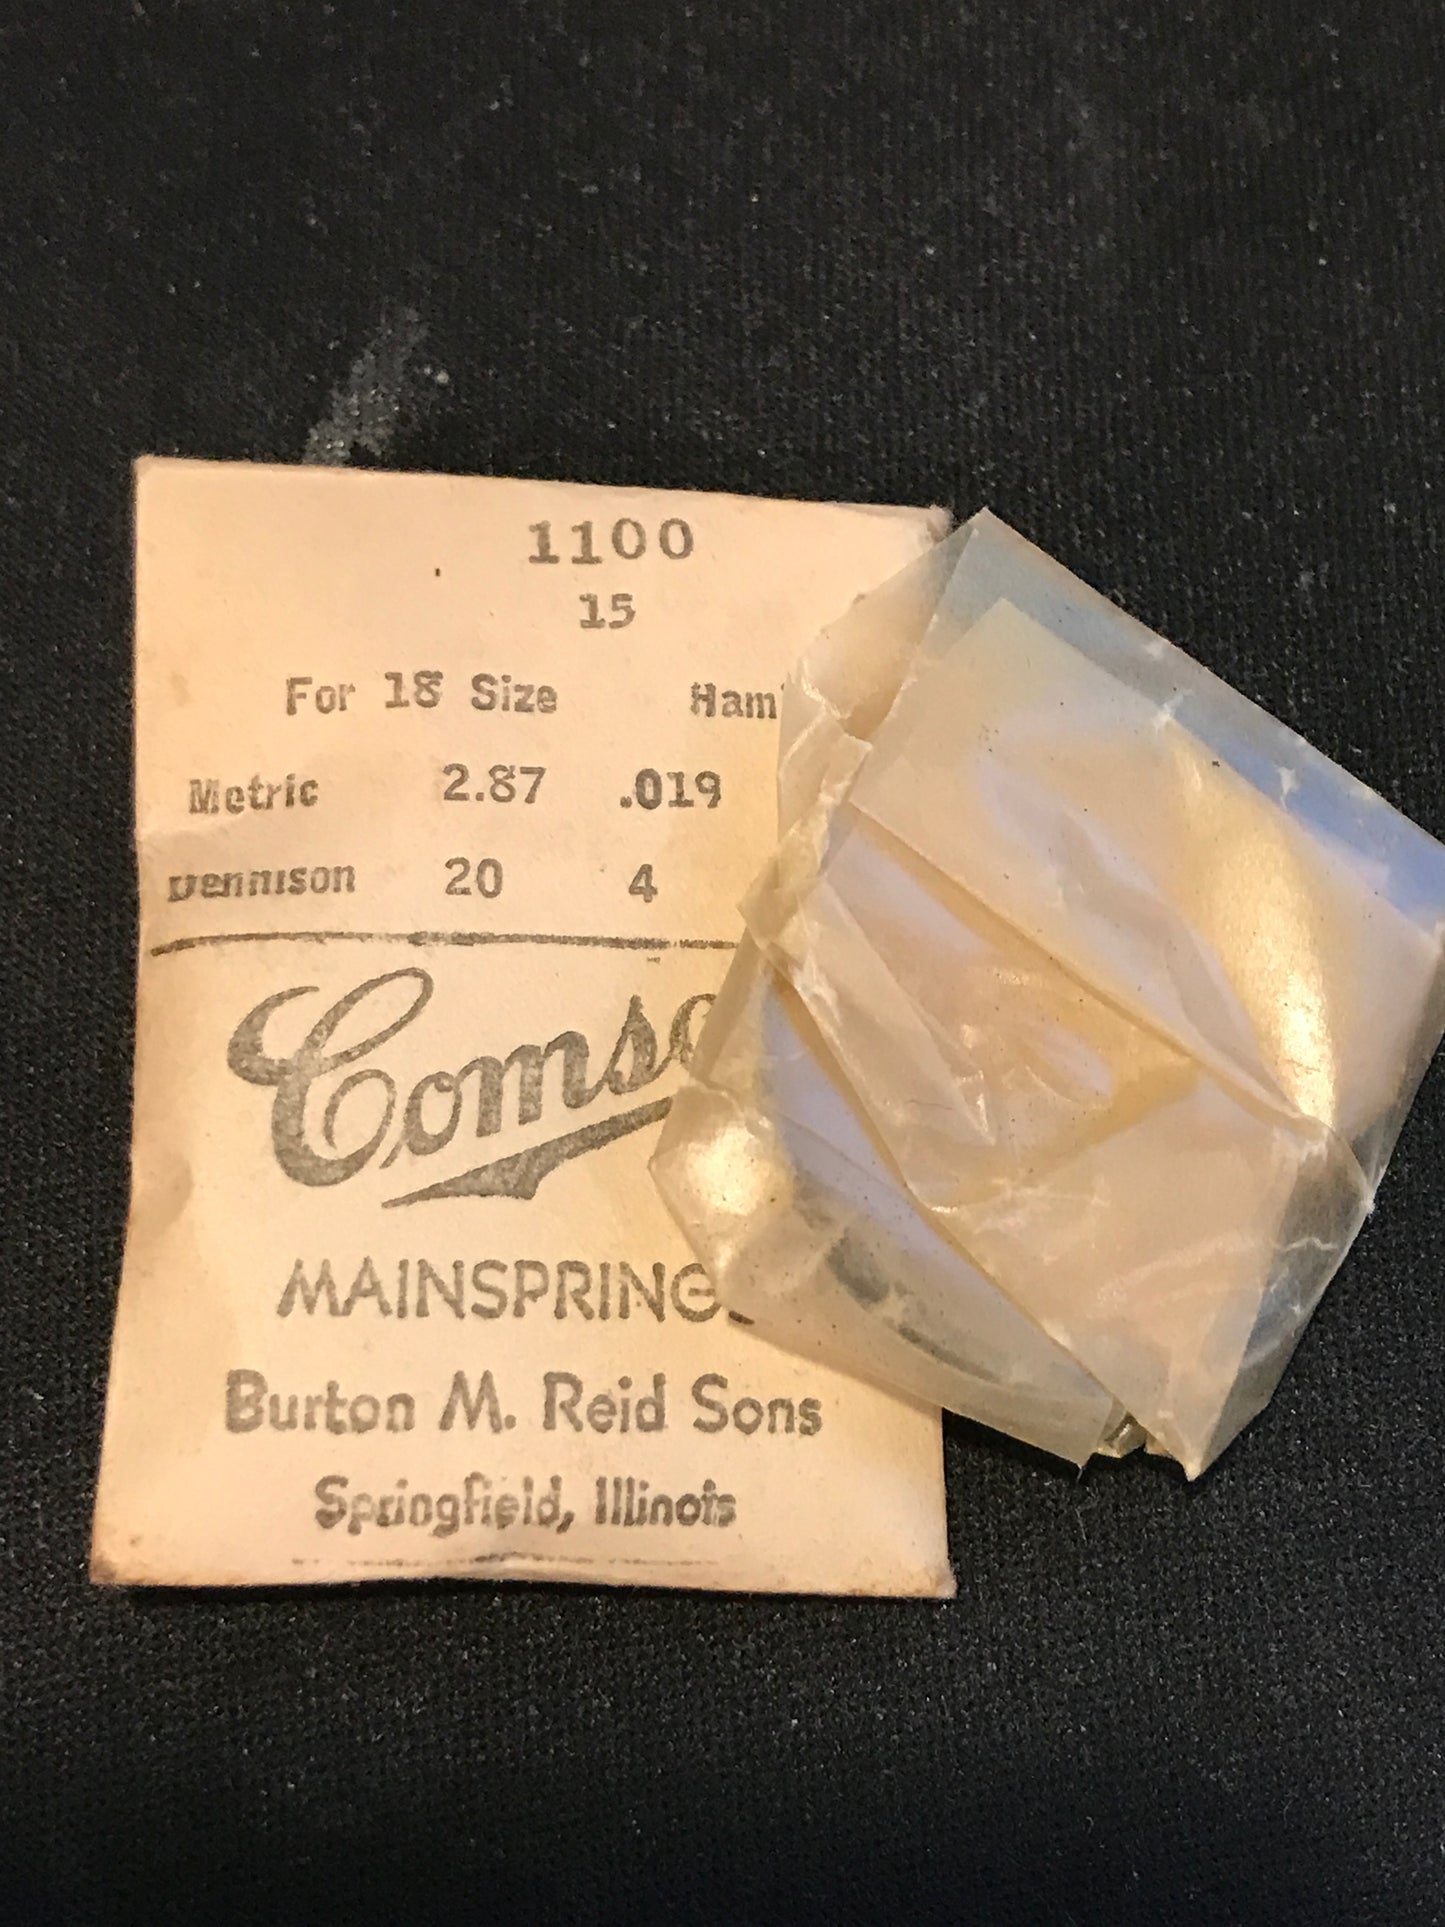 1100
15
For 18 Size Ham
Metric 2.87 .019
Dennison 20 4
Comso
MAINSPRING
Burton M. Reid Sons
Springfield, Illinois